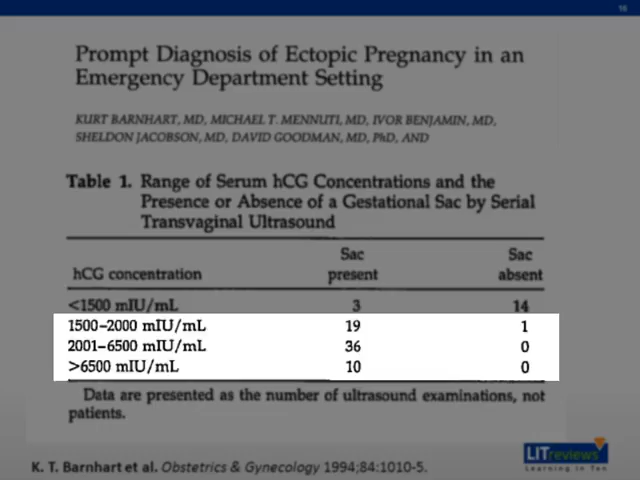 16
Prompt Diagnosis of Ectopic Pregnancy in an
Emergency Department Setting
KURT BARNHART, MD, MICHAEL T. MENNUTI, MD, IVOR BENJAMIN, MD,
SHELDON JACOBSON, MD, DAVID GOODMAN, MD, PhD, AND
Table 1. Range of Serum hCG Concentrations and the
Presence or Absence of a Gestational Sac by Serial
Transvaginal Ultrasound
Sac Sac
hCG concentration present absent
<1500 mIU/mL 3 14
1500–2000 mIU/mL 19 1
2001–6500 mIU/mL 36 0
>6500 mIU/mL 10 0
Data are presented as the number of ultrasound examinations, not
patients.
LITreviews
Learning in Ten
K. T. Barnhart et al. Obstetrics & Gynecology 1994;84:1010-5.